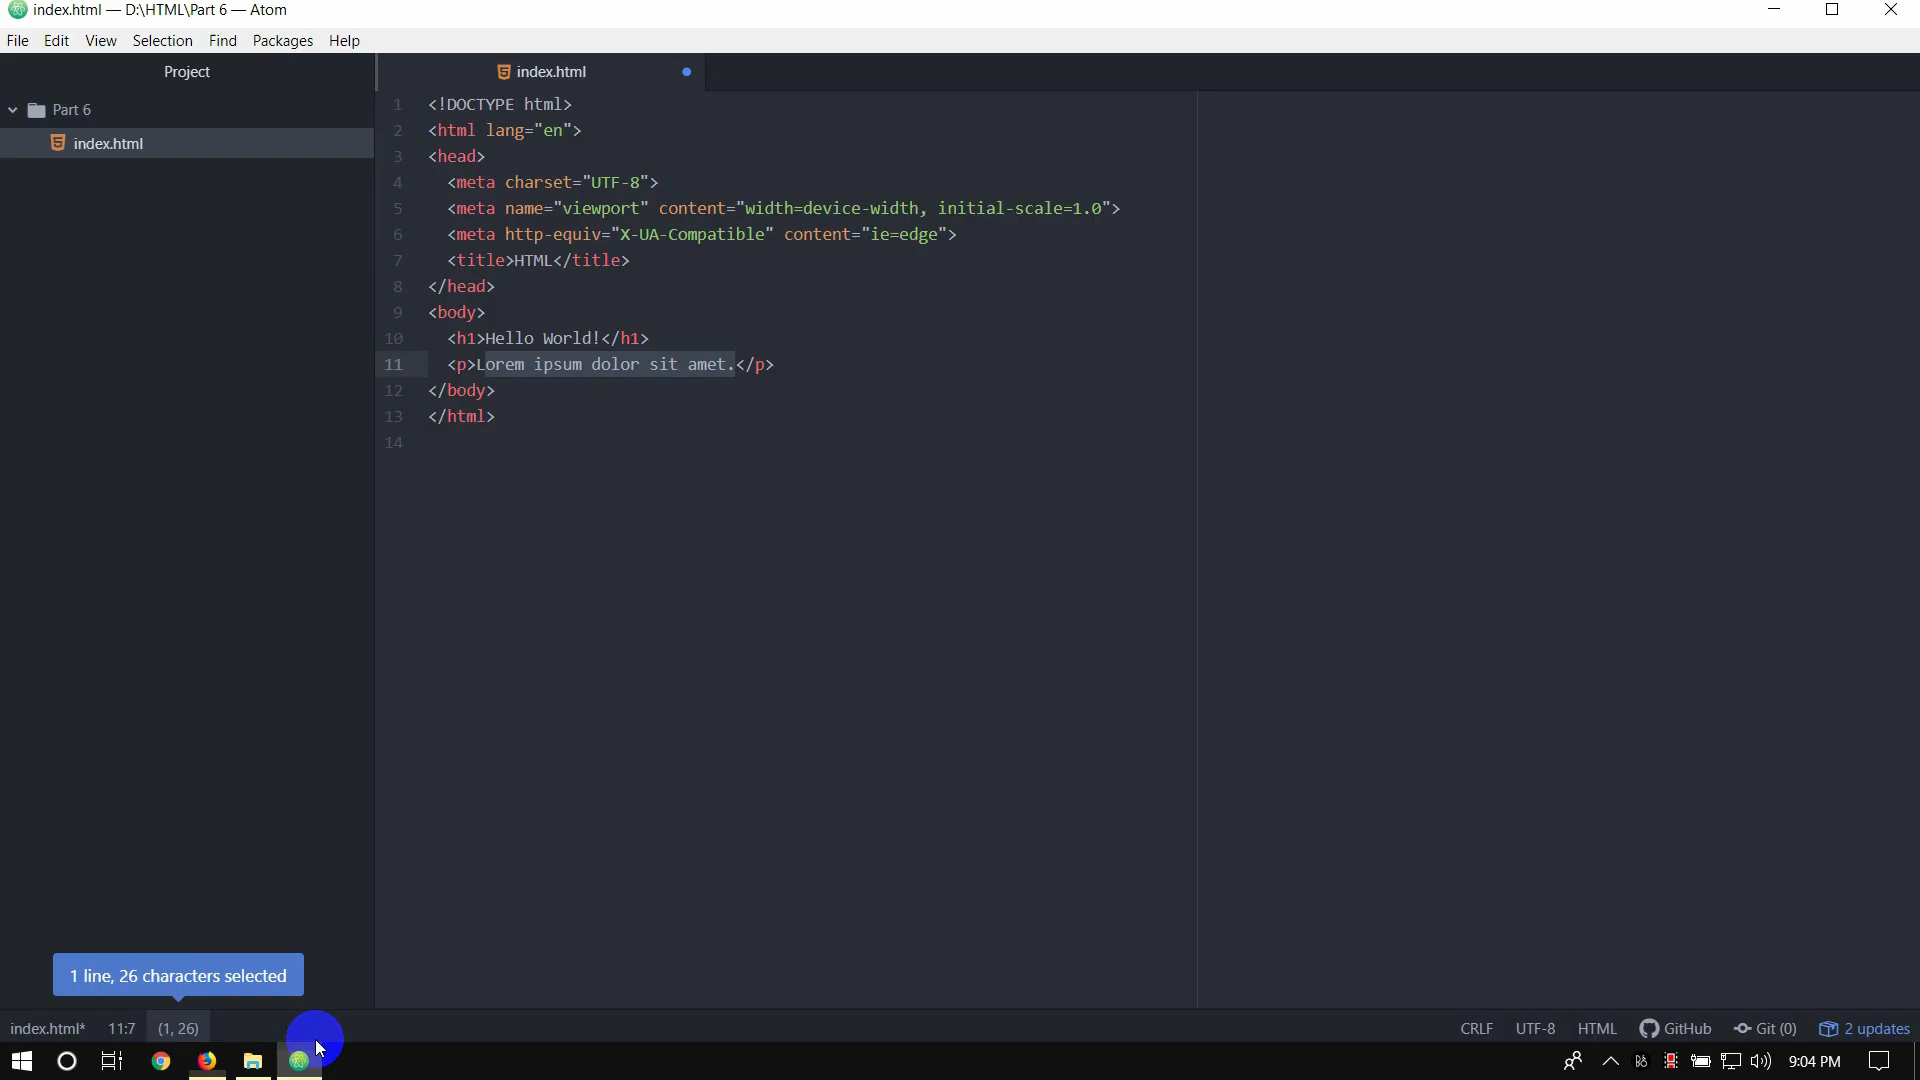 index.html — D:\HTML\Part 6 — Atom
File Edit View Selection Find Packages Help
Project
index.html
Part 6
index.html
1 <!DOCTYPE html>
2 <html lang="en">
3 <head>
4 <meta charset="UTF-8">
5 <meta name="viewport" content="width=device-width, initial-scale=1.0">
6 <meta http-equiv="X-UA-Compatible" content="ie=edge">
7 <title>HTML</title>
8 </head>
9 <body>
10 <h1>Hello World!</h1>
11 <p>Lorem ipsum dolor sit amet.</p>
12 </body>
13 </html>
14
1 line, 26 characters selected
index.html* 11:7 (1, 26) CRLF UTF-8 HTML GitHub Git (0) 2 updates
9:04 PM